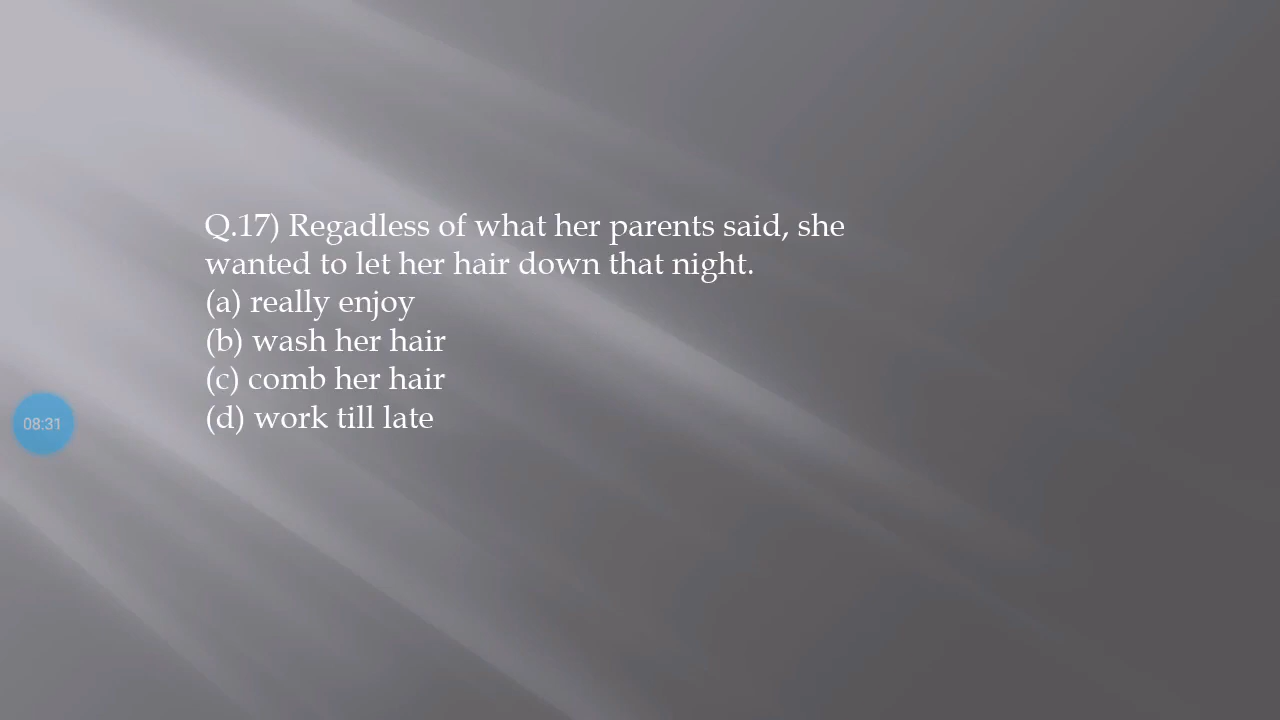 Q.17) Regadless of what her parents said, she
wanted to let her hair down that night.
(a) really enjoy
(b) wash her hair
(c) comb her hair
(d) work till late
08:31